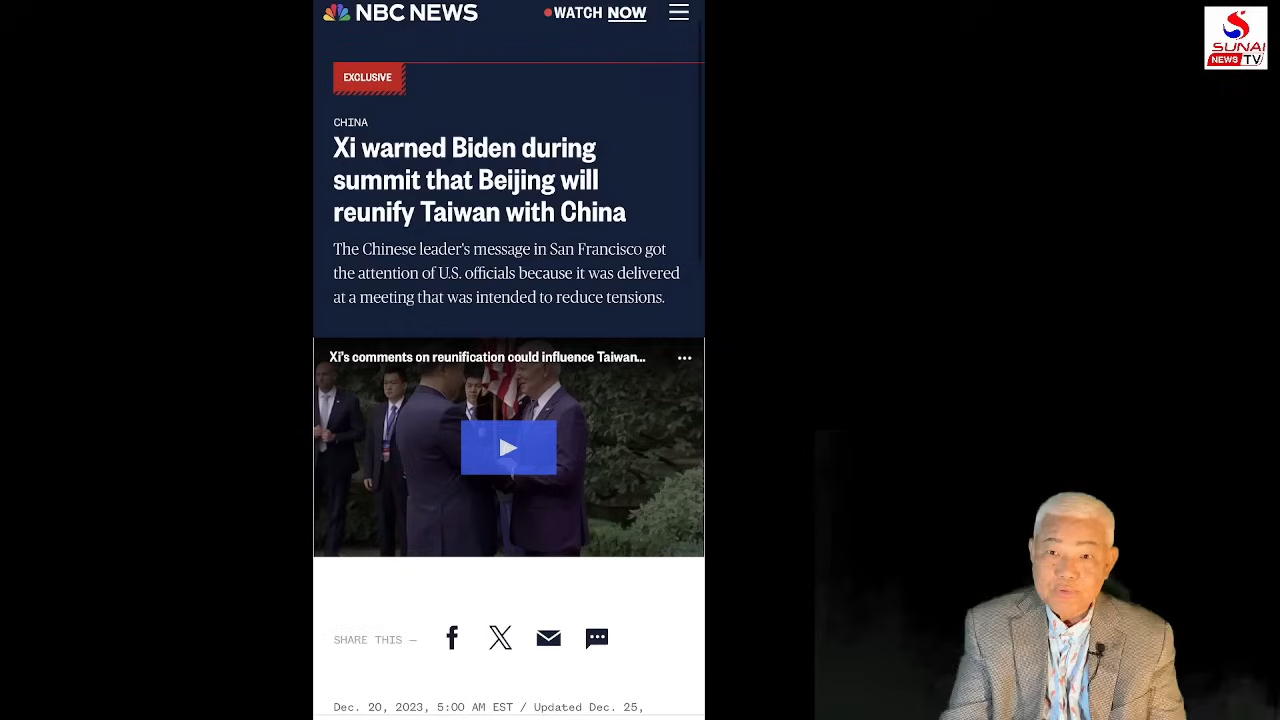 NBC NEWS
WATCH NOW
SUNAI
NEWS TV
EXCLUSIVE
CHINA
Xi warned Biden during
summit that Beijing will
reunify Taiwan with China
The Chinese leader's message in San Francisco got
the attention of U.S. officials because it was delivered
at a meeting that was intended to reduce tensions.
Xi's comments on reunification could influence Taiwan...
SHARE THIS —
Dec. 20, 2023, 5:00 AM EST / Updated Dec. 25,